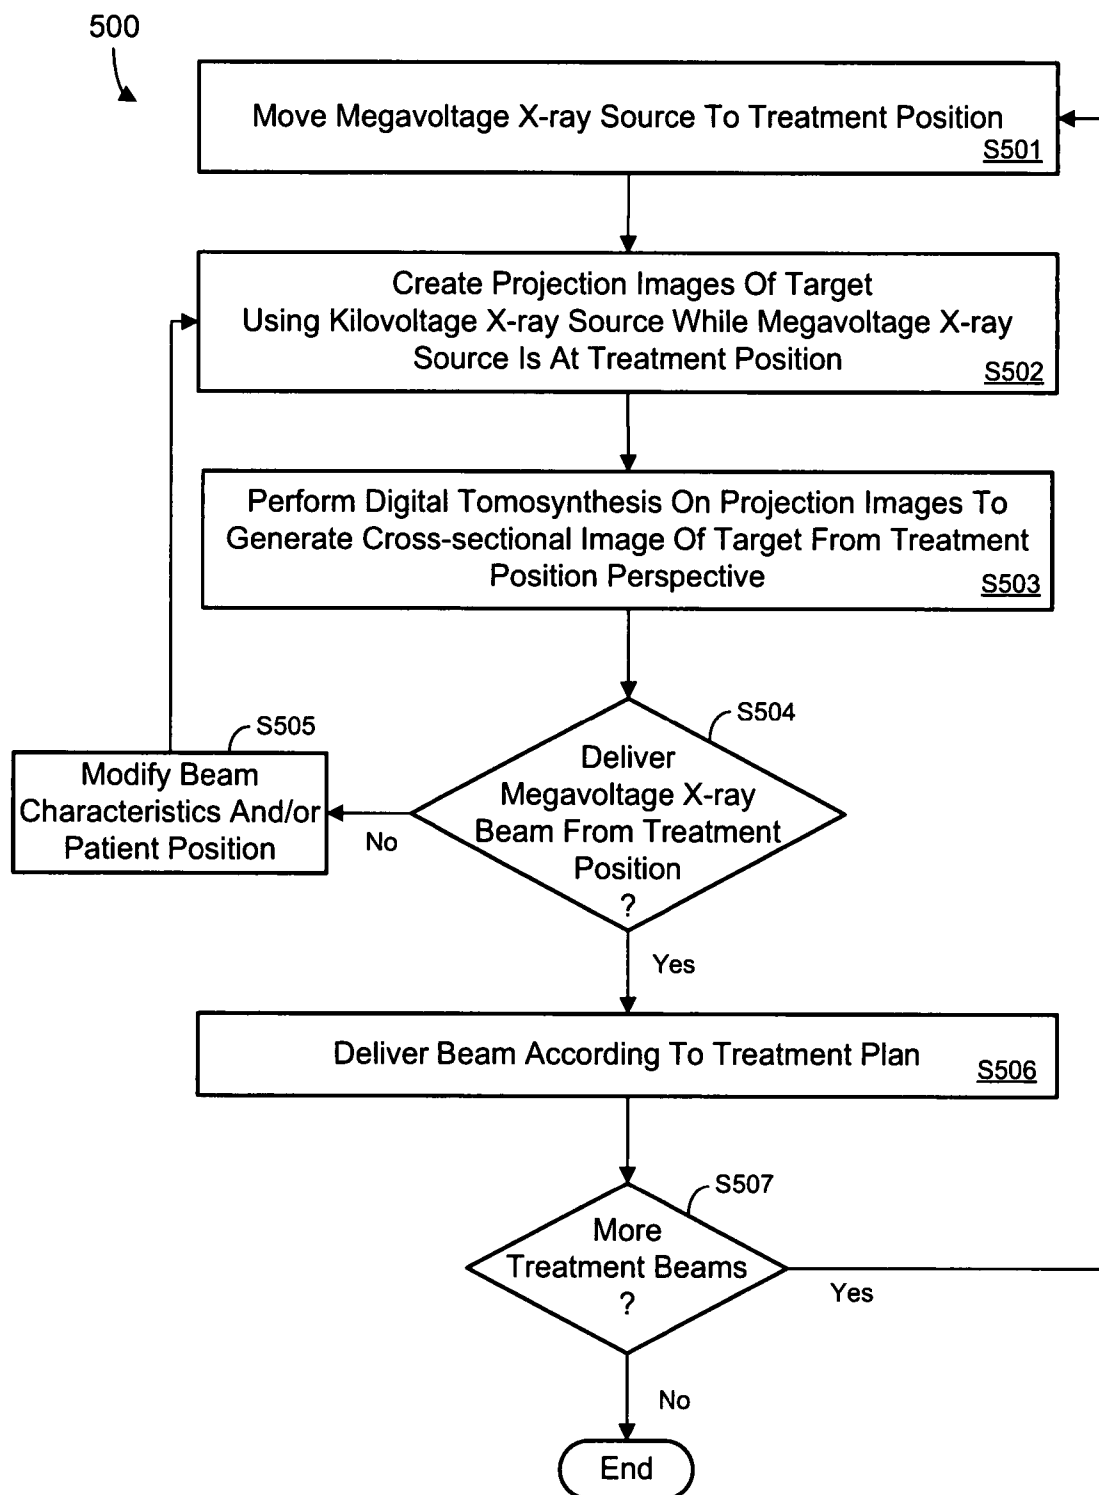 500
Move Megavoltage X-ray Source To Treatment Position
S501
Create Projection Images Of Target
Using Kilovoltage X-ray Source While Megavoltage X-ray
Source Is At Treatment Position
S502
Perform Digital Tomosynthesis On Projection Images To
Generate Cross-sectional Image Of Target From Treatment
Position Perspective
S503
S504
Deliver
Megavoltage X-ray
Beam From Treatment
Position
?
S505
Modify Beam
Characteristics And/or
Patient Position
No
Yes
Deliver Beam According To Treatment Plan
S506
S507
More
Treatment Beams
?
Yes
No
End